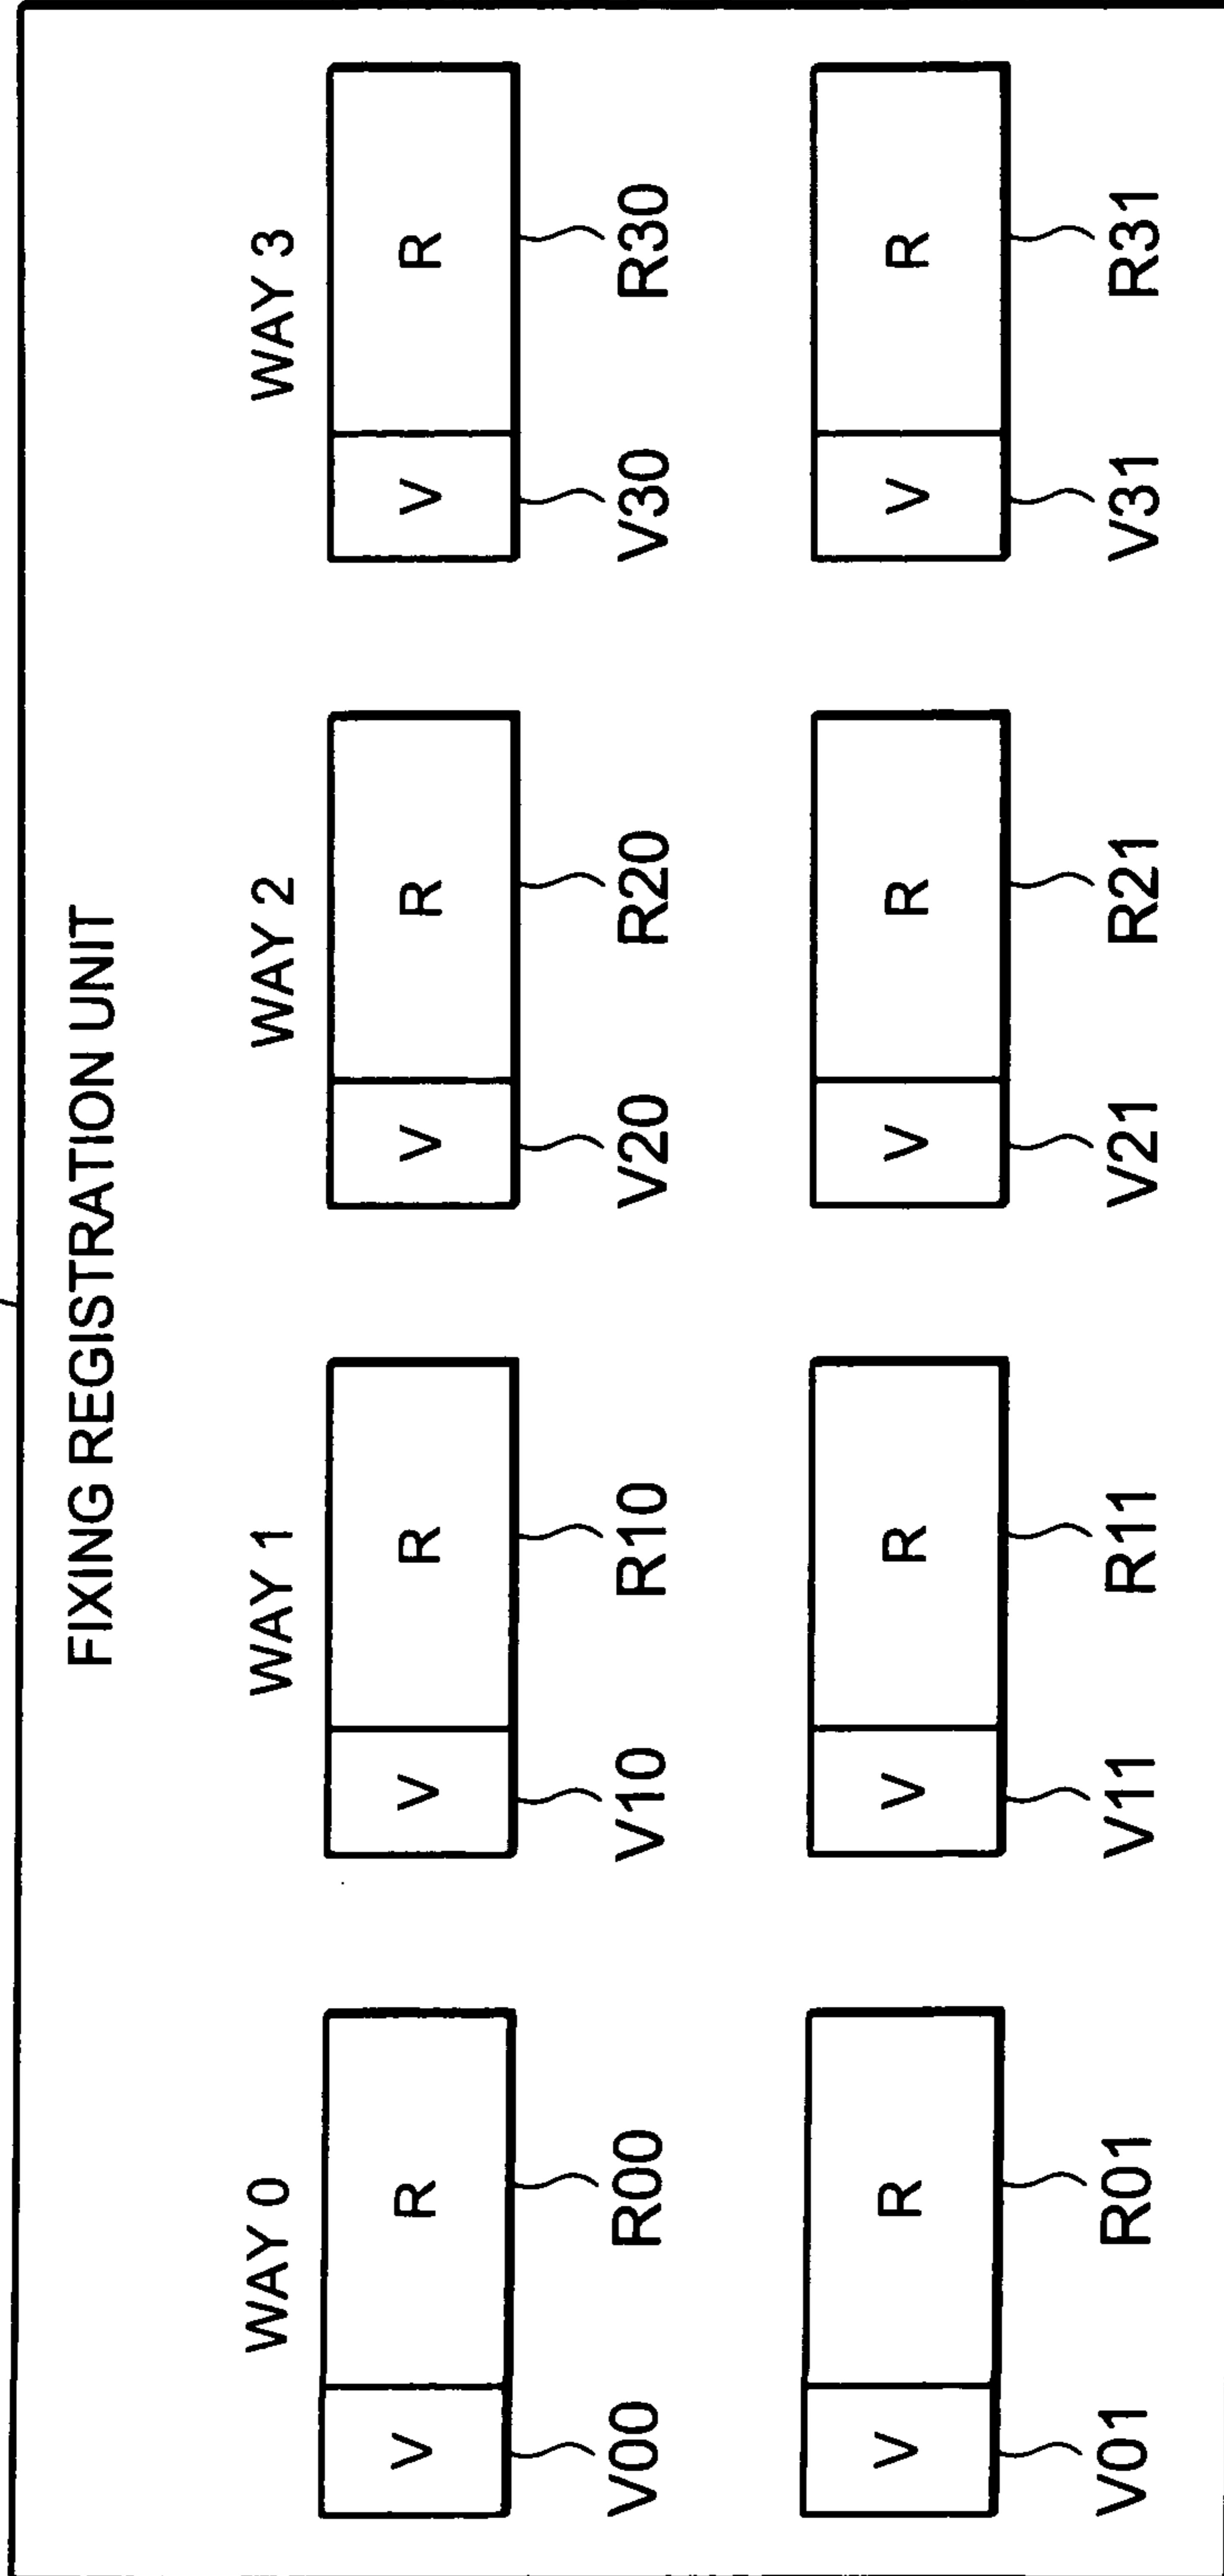 FIXING REGISTRATION UNIT
WAY 0 WAY 1 WAY 2 WAY 3
V R V R V R V R
V00 R00 V10 R10 V20 R20 V30 R30
V R V R V R V R
V01 R01 V11 R11 V21 R21 V31 R31